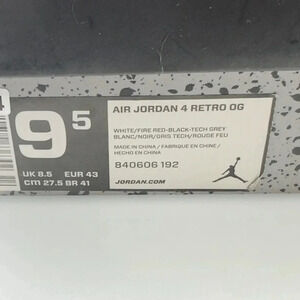 4
9 5
UK 8.5 EUR 43
CM 27.5 BR 41
AIR JORDAN 4 RETRO OG
WHITE/FIRE RED-BLACK-TECH GREY
BLANC/NOIR/GRIS TECH/ROUGE FEU
MADE IN CHINA / FABRIQUE EN CHINE /
HECHO EN CHINA
840606 192
JORDAN.COM